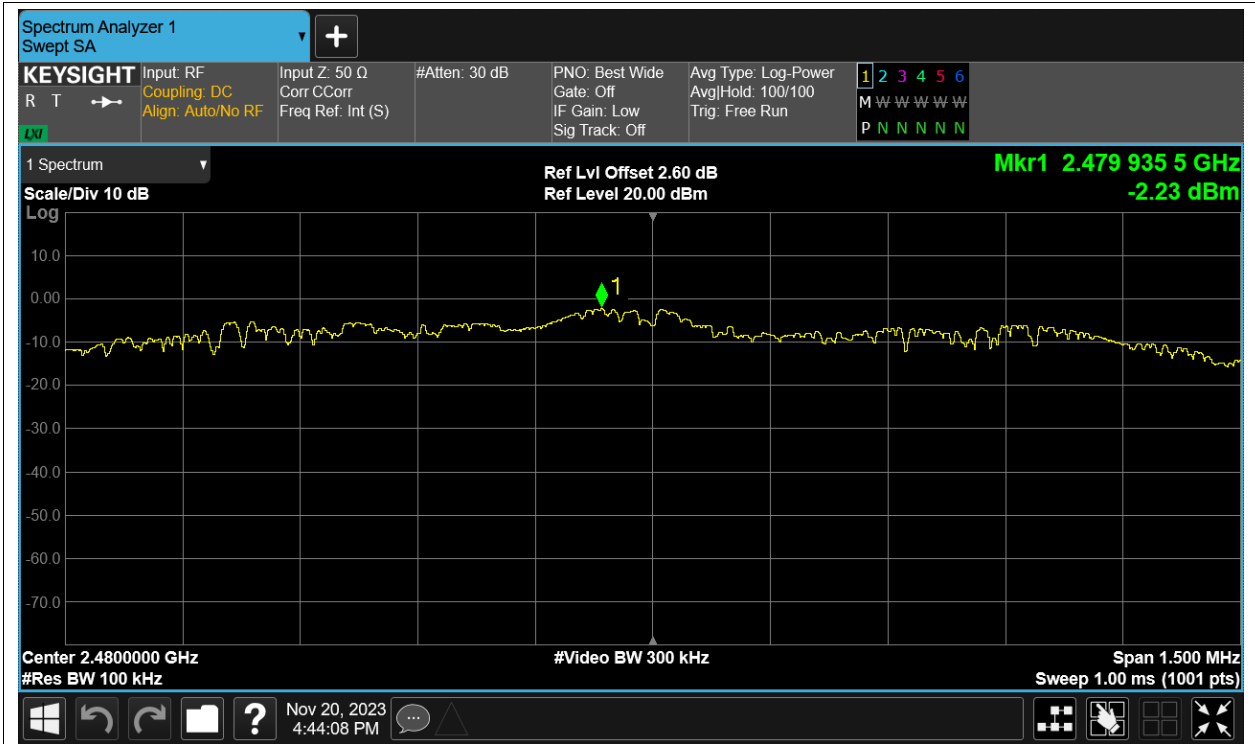 Spectrum Analyzer 1
Swept SA
KEYSIGHT
R T
LXI
Input: RF
Coupling: DC
Align: Auto/No RF
Input Z: 50 Ω
Corr CCorr
Freq Ref: Int (S)
#Atten: 30 dB
PNO: Best Wide
Gate: Off
IF Gain: Low
Sig Track: Off
Avg Type: Log-Power
Avg|Hold: 100/100
Trig: Free Run
1 2 3 4 5 6
M W W W W W
P N N N N N
1 Spectrum
Scale/Div 10 dB
Ref Lvl Offset 2.60 dB
Ref Level 20.00 dBm
Mkr1 2.479 935 5 GHz
-2.23 dBm
Log
10.0
0.00
-10.0
-20.0
-30.0
-40.0
-50.0
-60.0
-70.0
1
Center 2.4800000 GHz
#Res BW 100 kHz
#Video BW 300 kHz
Span 1.500 MHz
Sweep 1.00 ms (1001 pts)
?
Nov 20, 2023
4:44:08 PM